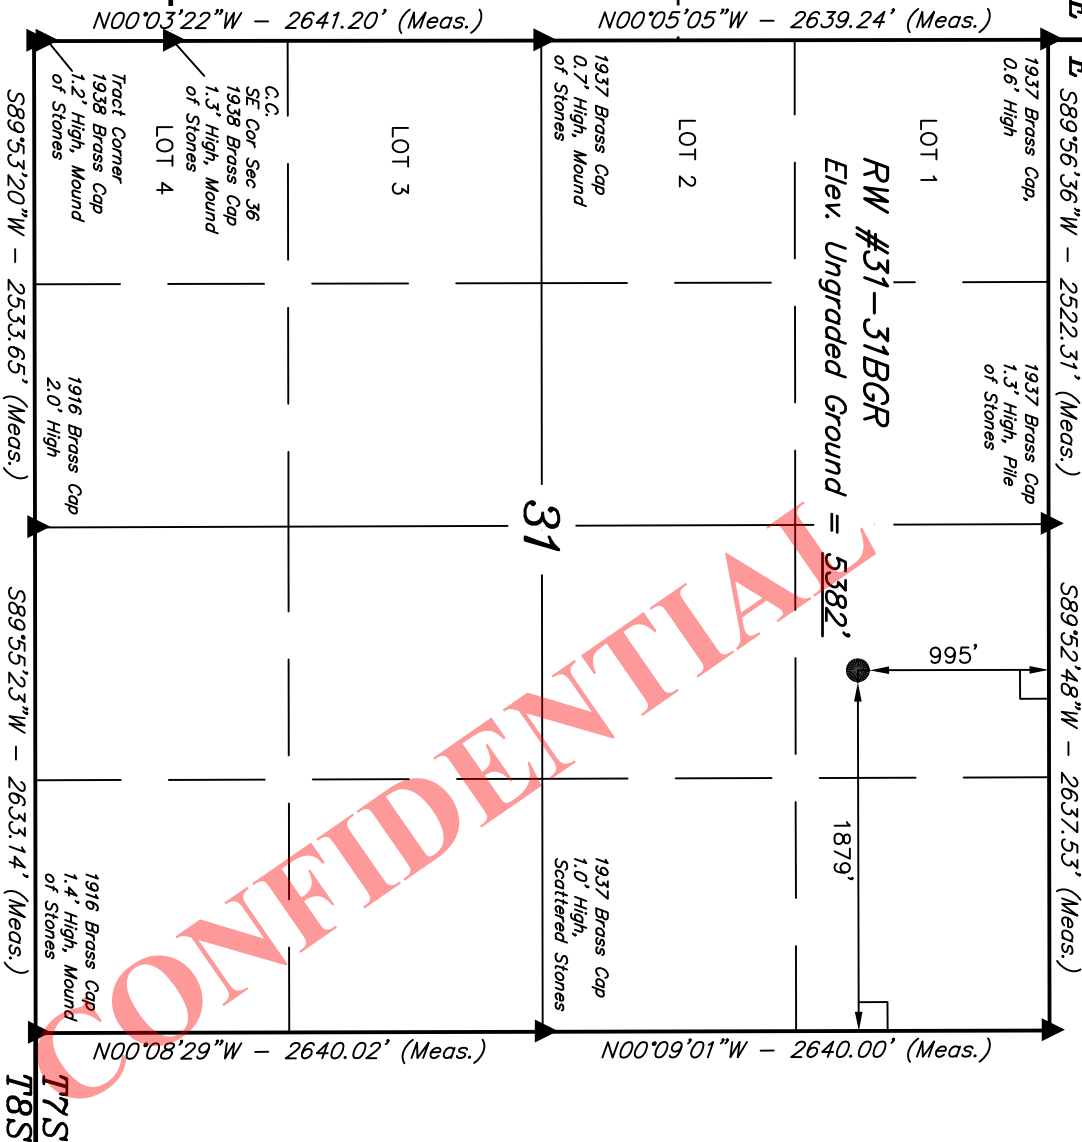 N00°03'22"W - 2641.20' (Meas.)
N00°05'05"W - 2639.24' (Meas.)
S89°56'36"W - 2522.31' (Meas.)
S89°52'48"W - 2637.53' (Meas.)
1937 Brass Cap,
0.6' High
1937 Brass Cap
1.3' High, Pile
of Stones
LOT 1
RW #31-31BGR
Elev. Ungraded Ground = 5382'
995'
1879'
LOT 2
1937 Brass Cap
0.7' High, Mound
of Stones
31
1937 Brass Cap
1.0' High,
Scattered Stones
LOT 3
C.C.
SE Cor Sec 36
1938 Brass Cap
1.3' High, Mound
of Stones
LOT 4
Tract Corner
1938 Brass Cap
1.2' High, Mound
of Stones
1916 Brass Cap
2.0' High
1916 Brass Cap
1.4' High, Mound
of Stones
S89°53'20"W - 2533.65' (Meas.)
S89°55'23"W - 2633.14' (Meas.)
N00°08'29"W - 2640.02' (Meas.)
N00°09'01"W - 2640.00' (Meas.)
T7S
T8S
CONFIDENTIAL